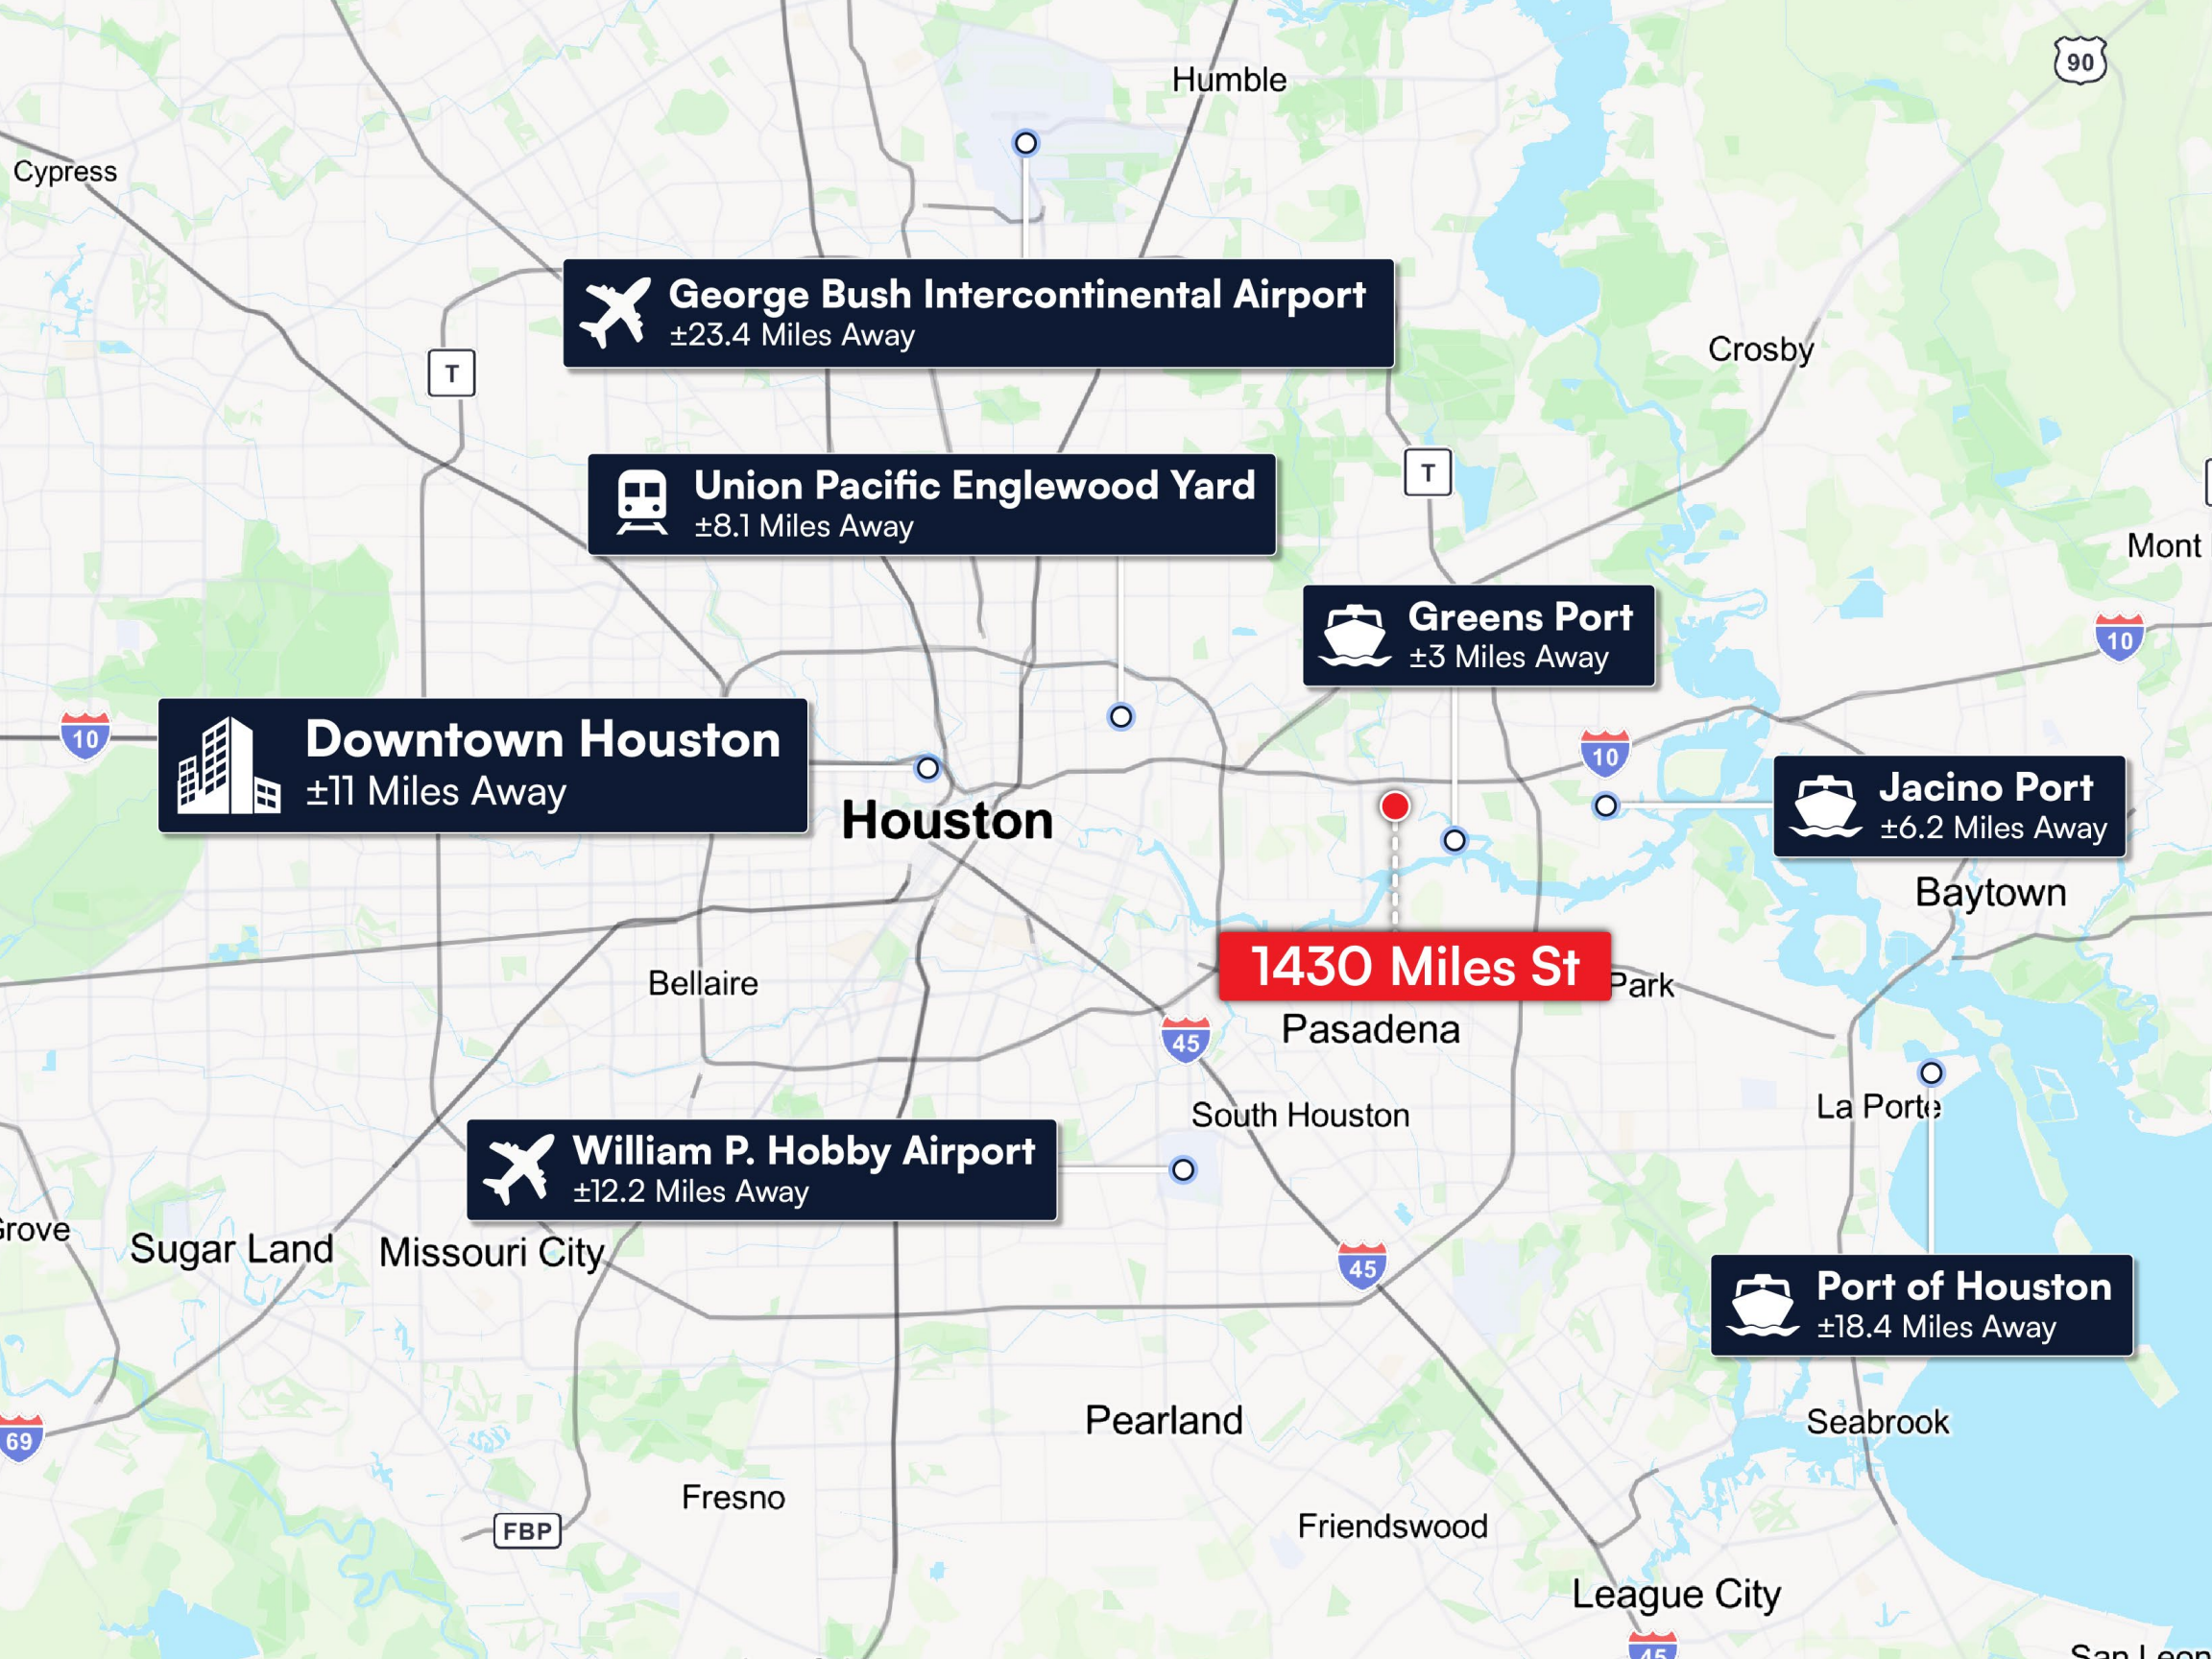 Humble
90
Cypress
George Bush Intercontinental Airport
±23.4 Miles Away
Crosby
T
Union Pacific Englewood Yard
±8.1 Miles Away
T
Mont
Greens Port
±3 Miles Away
10
Downtown Houston
±11 Miles Away
10
10
Jacino Port
±6.2 Miles Away
Houston
Baytown
1430 Miles St
Park
Bellaire
Pasadena
45
La Porte
South Houston
William P. Hobby Airport
±12.2 Miles Away
Grove
Sugar Land
Missouri City
45
Port of Houston
±18.4 Miles Away
Pearland
Seabrook
69
Fresno
FBP
Friendswood
League City
45
San Leon